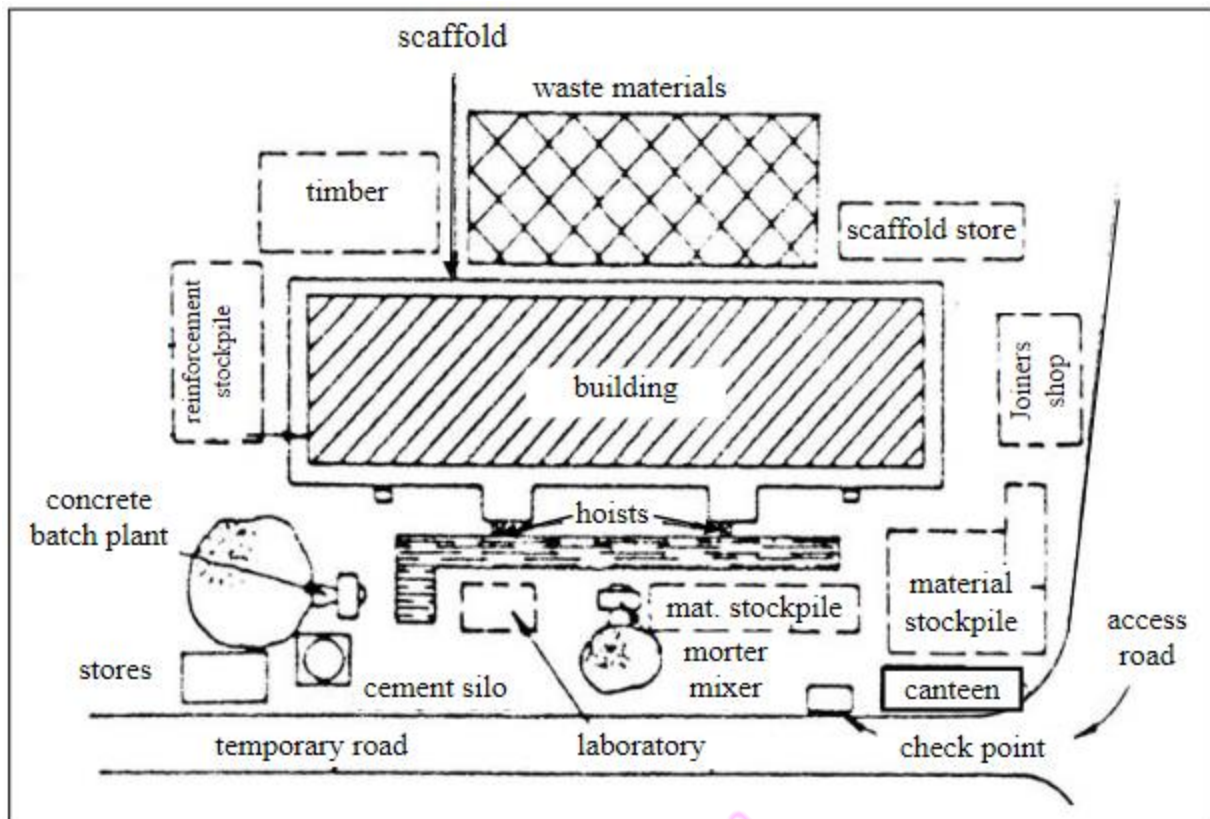 scaffold
waste materials
timber
scaffold store
reinforcement
stockpile
building
Joiners
shop
concrete
batch plant
hoists
material
stockpile
mat. stockpile
access
road
stores
cement silo
morter
mixer
canteen
temporary road
laboratory
check point